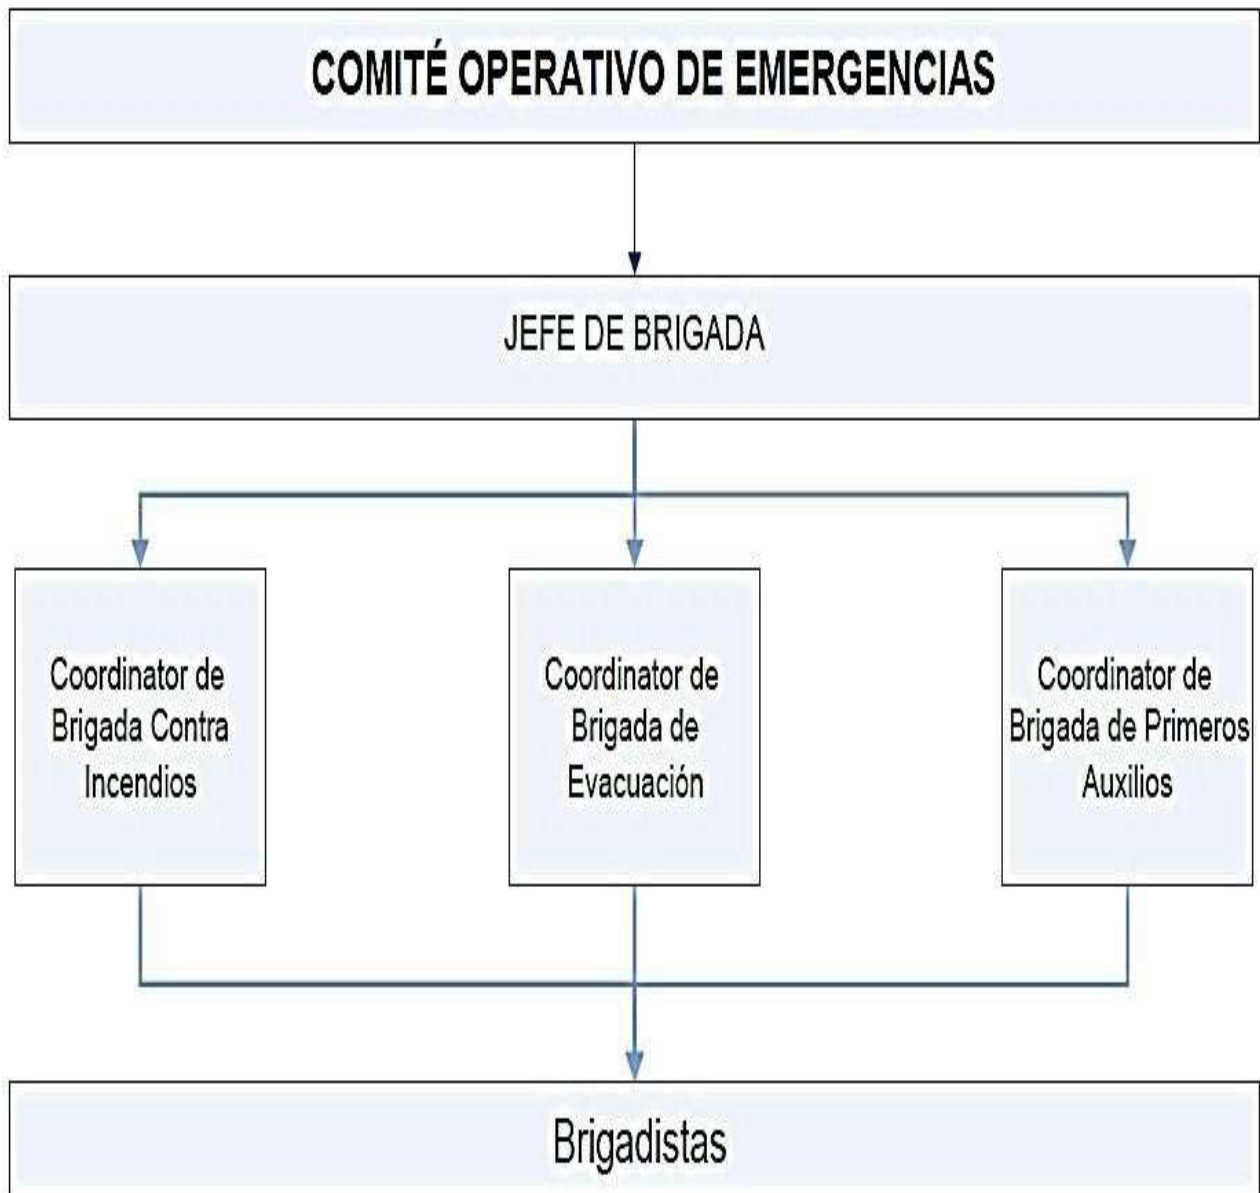 COMITÉ OPERATIVO DE EMERGENCIAS
JEFE DE BRIGADA
Coordinator de
Brigada Contra
Incendios
Coordinator de
Brigada de
Evacuación
Coordinator de
Brigada de Primeros
Auxilios
Brigadistas